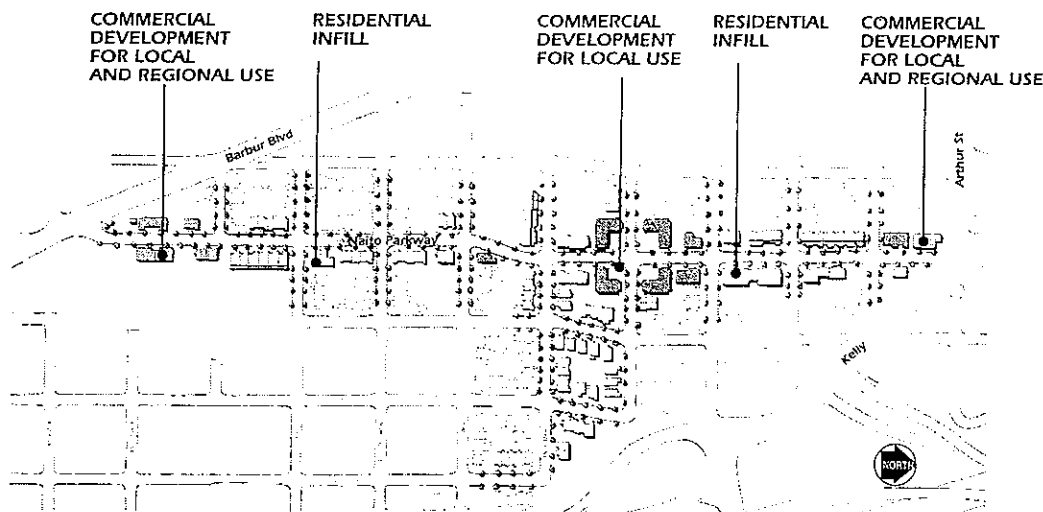 COMMERCIAL
DEVELOPMENT
FOR LOCAL
AND REGIONAL USE
RESIDENTIAL
INFILL
COMMERCIAL
DEVELOPMENT
FOR LOCAL USE
RESIDENTIAL
INFILL
COMMERCIAL
DEVELOPMENT
FOR LOCAL
AND REGIONAL USE
Barbur Blvd
Arthur St
Naito Parkway
Kelly
NORTH